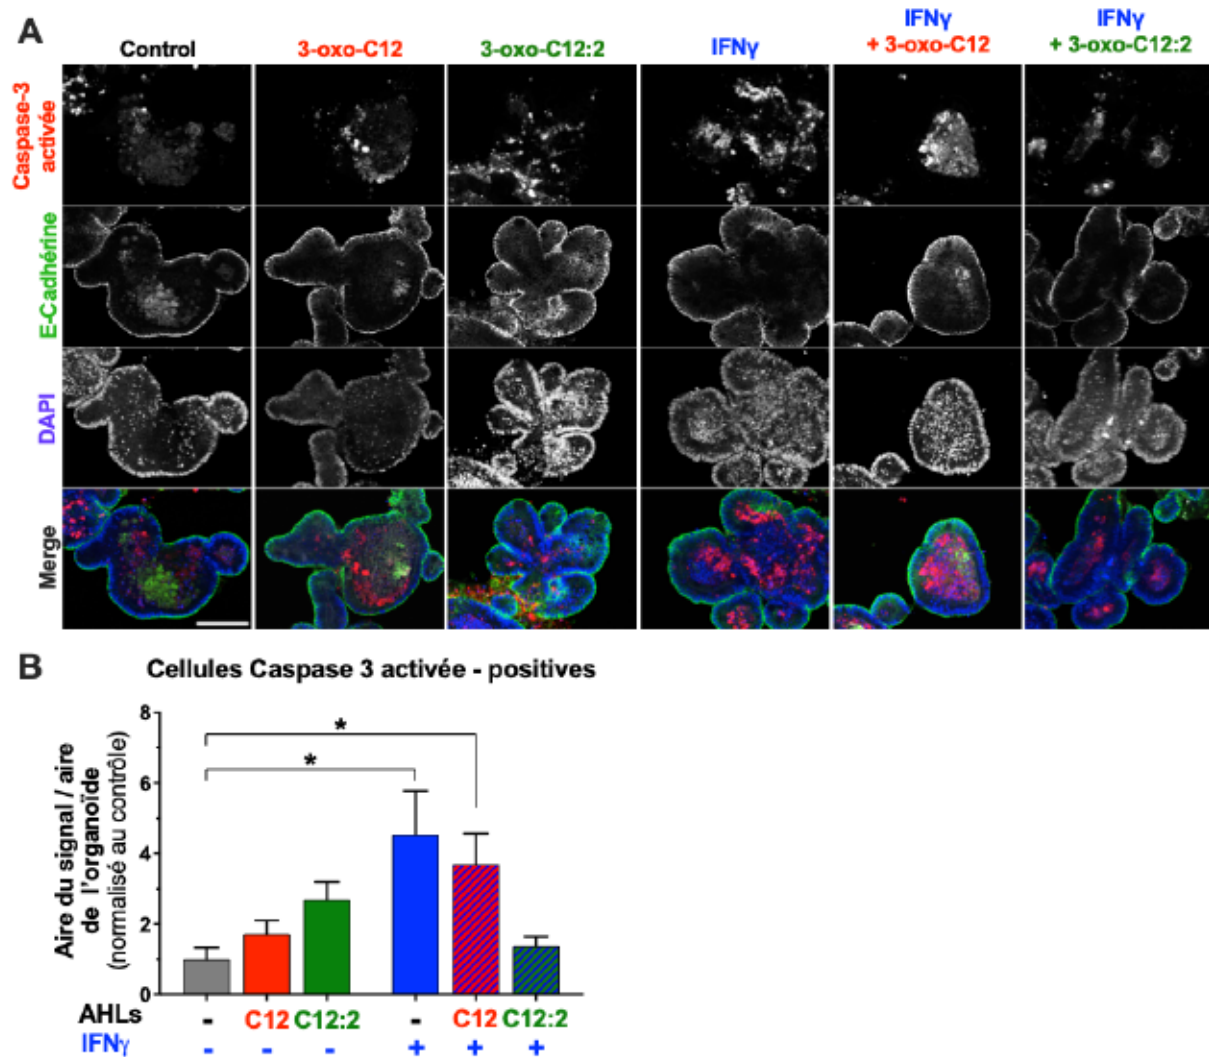 A
Control
3-oxo-C12
3-oxo-C12:2
IFNγ
IFNγ
+ 3-oxo-C12
IFNγ
+ 3-oxo-C12:2
Caspase-3
activée
E-Cadhérine
DAPI
Merge
B
Cellules Caspase 3 activée - positives
Aire du signal / aire
de l'organoïde
(normalisé au contrôle)
8
6
4
2
0
*
*
AHLs - C12 C12:2 - C12 C12:2
IFNγ - - - + + +